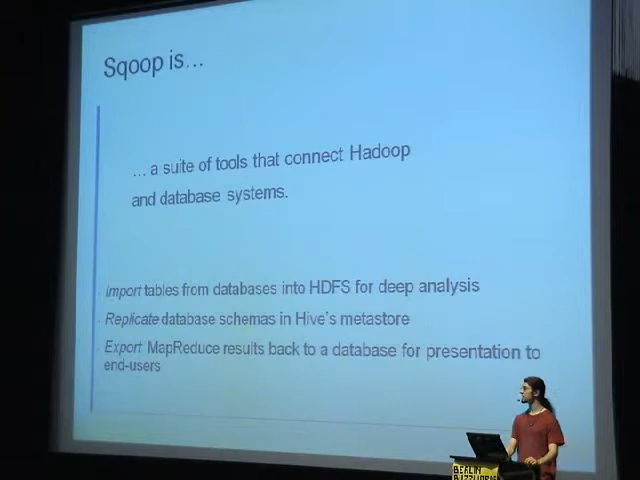 Sqoop is…
… a suite of tools that connect Hadoop
and database systems.
Import tables from databases into HDFS for deep analysis
Replicate database schemas in Hive's metastore
Export MapReduce results back to a database for presentation to
end-users
BERLIN
BUZZWORDS